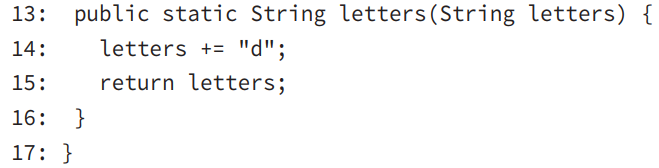 13:  public static String letters(String letters) {
14:    letters += "d";
15:    return letters;
16:  }
17: }